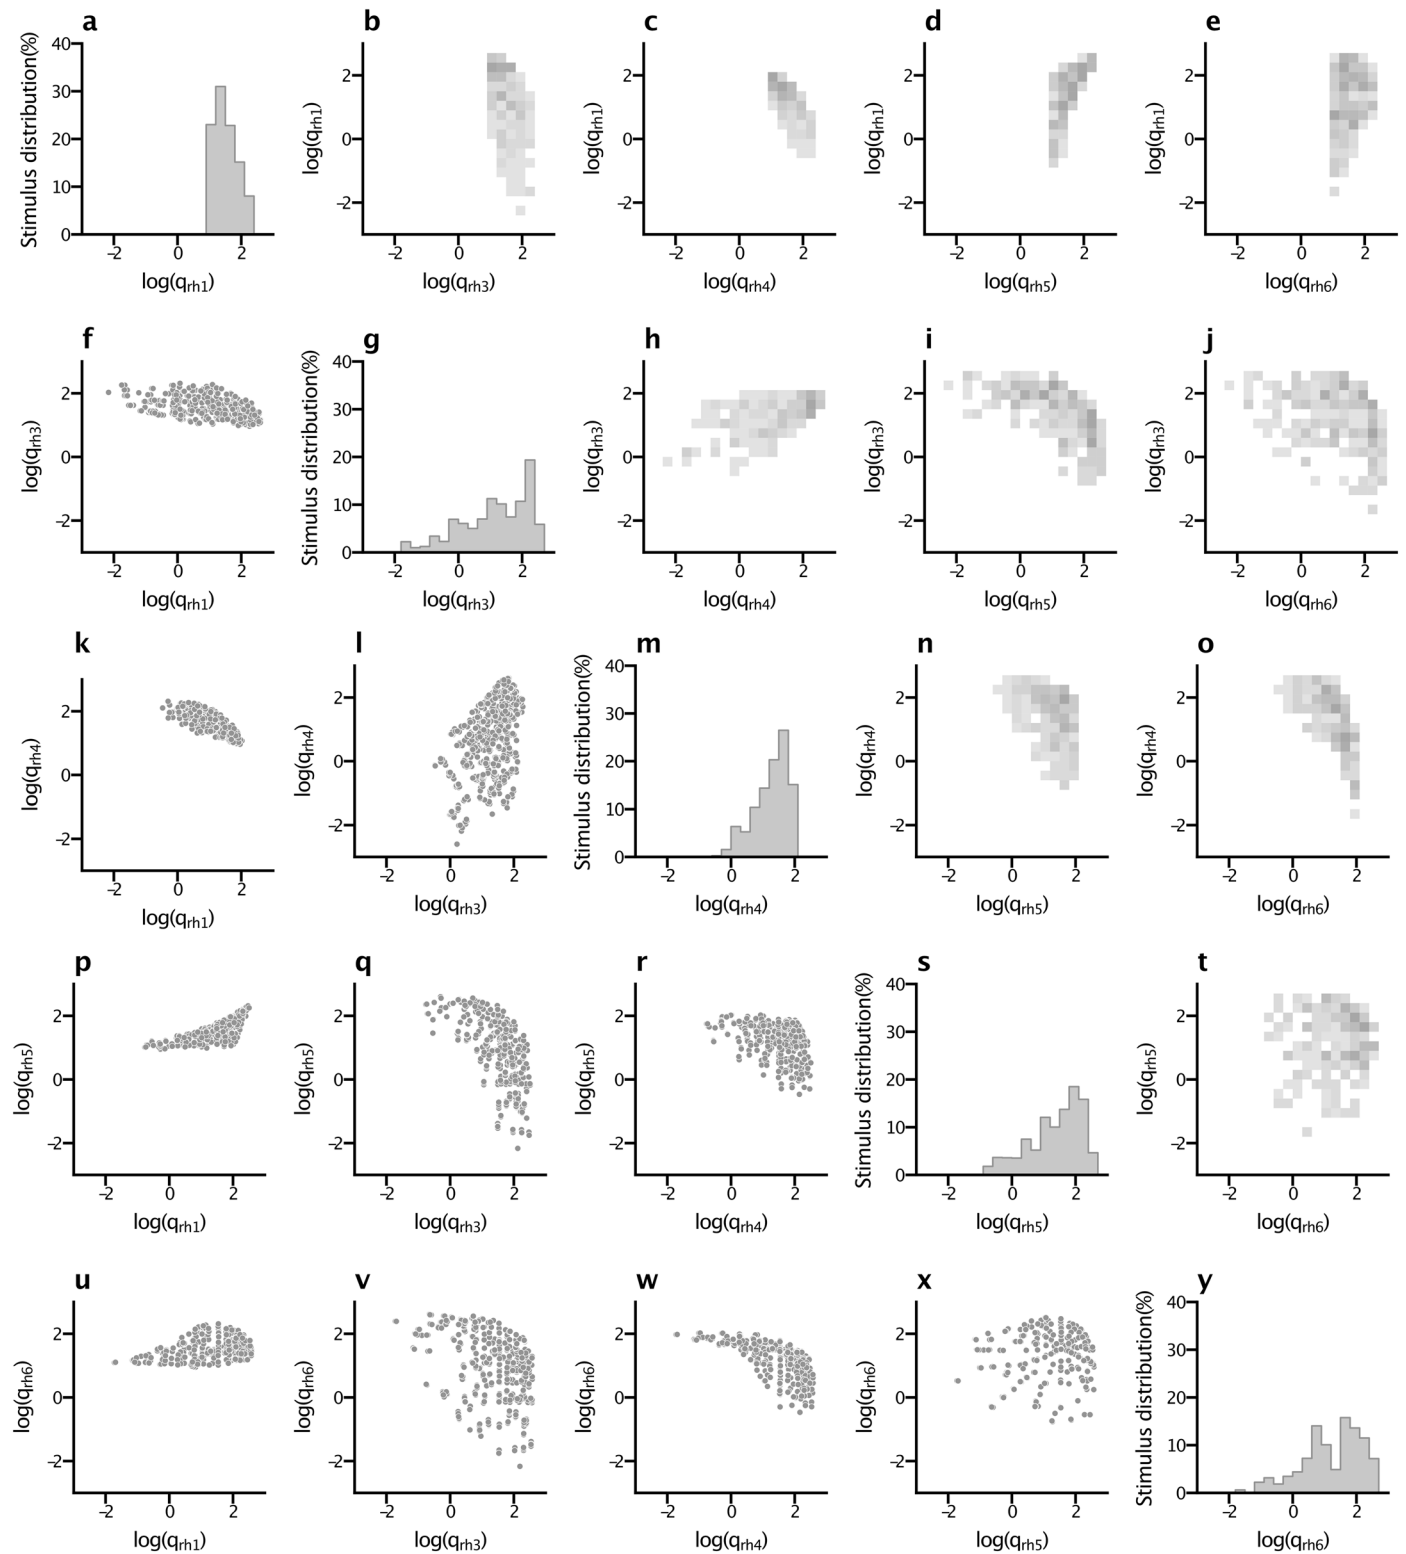 a
Stimulus distribution(%)
40
30
20
10
0
–2 0 2
log(qrh1)
b
log(qrh1)
2
0
–2
–2 0 2
log(qrh3)
c
log(qrh1)
2
0
–2
–2 0 2
log(qrh4)
d
log(qrh1)
2
0
–2
–2 0 2
log(qrh5)
e
log(qrh1)
2
0
–2
–2 0 2
log(qrh6)
f
log(qrh3)
2
0
–2
–2 0 2
log(qrh1)
g
Stimulus distribution(%)
40
30
20
10
0
–2 0 2
log(qrh3)
h
log(qrh3)
2
0
–2
–2 0 2
log(qrh4)
i
log(qrh3)
2
0
–2
–2 0 2
log(qrh5)
j
log(qrh3)
2
0
–2
–2 0 2
log(qrh6)
k
log(qrh4)
2
0
–2
–2 0 2
log(qrh1)
l
log(qrh4)
2
0
–2
–2 0 2
log(qrh3)
m
Stimulus distribution(%)
40
30
20
10
0
–2 0 2
log(qrh4)
n
log(qrh4)
2
0
–2
–2 0 2
log(qrh5)
o
log(qrh4)
2
0
–2
–2 0 2
log(qrh6)
p
log(qrh5)
2
0
–2
–2 0 2
log(qrh1)
q
log(qrh5)
2
0
–2
–2 0 2
log(qrh3)
r
log(qrh5)
2
0
–2
–2 0 2
log(qrh4)
s
Stimulus distribution(%)
40
30
20
10
0
–2 0 2
log(qrh5)
t
log(qrh5)
2
0
–2
–2 0 2
log(qrh6)
u
log(qrh6)
2
0
–2
–2 0 2
log(qrh1)
v
log(qrh6)
2
0
–2
–2 0 2
log(qrh3)
w
log(qrh6)
2
0
–2
–2 0 2
log(qrh4)
x
log(qrh6)
2
0
–2
–2 0 2
log(qrh5)
y
Stimulus distribution(%)
40
30
20
10
0
–2 0 2
log(qrh6)